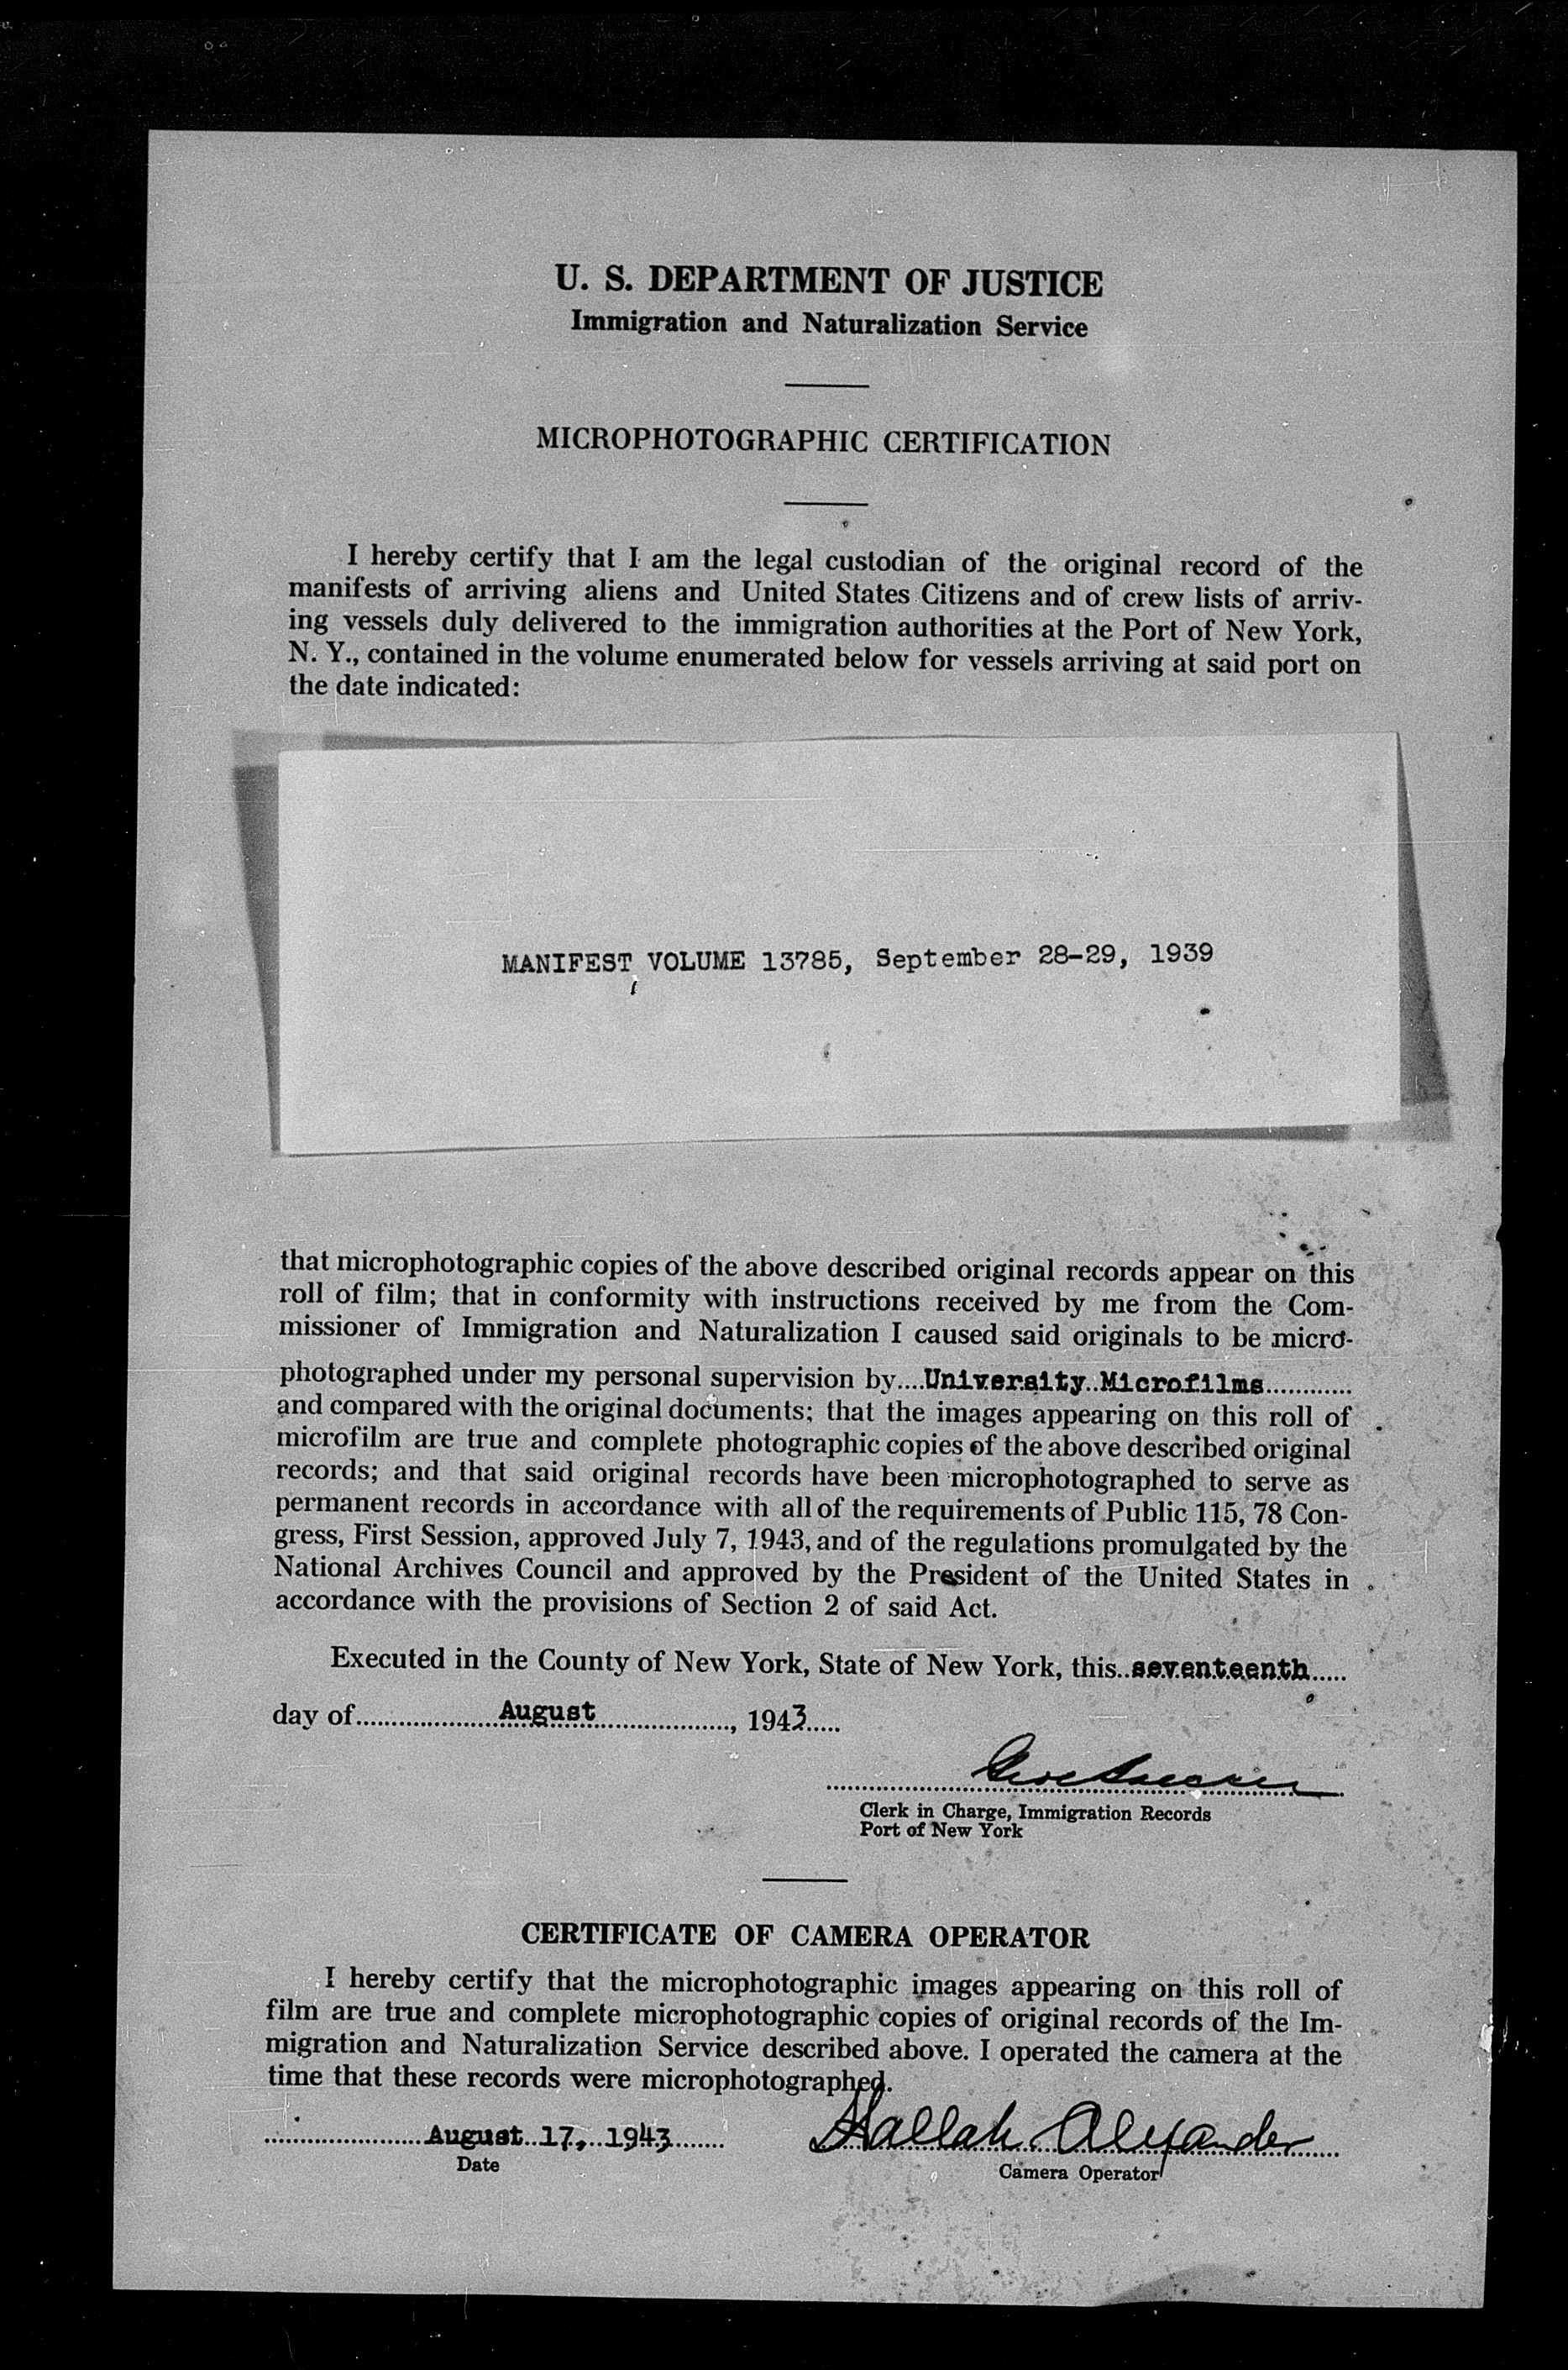 U. S. DEPARTMENT OF JUSTICE
Immigration and Naturalization Service
MICROPHOTOGRAPHIC CERTIFICATION
I hereby certify that I am the legal custodian of the original record of the
manifests of arriving aliens and United States Citizens and of crew lists of arriv-
ing vessels duly delivered to the immigration authorities at the Port of New York,
N. Y., contained in the volume enumerated below for vessels arriving at said port on
the date indicated:
MANIFEST VOLUME 13785, September 28-29, 1939
that microphotographic copies of the above described original records appear on this
roll of film; that in conformity with instructions received by me from the Com-
missioner of Immigration and Naturalization I caused said originals to be micro-
photographed under my personal supervision by....University Microfilms.............
and compared with the original documents; that the images appearing on this roll of
microfilm are true and complete photographic copies of the above described original
records; and that said original records have been microphotographed to serve as
permanent records in accordance with all of the requirements of Public 115, 78 Con-
gress, First Session, approved July 7, 1943, and of the regulations promulgated by the
National Archives Council and approved by the President of the United States in
accordance with the provisions of Section 2 of said Act.
Executed in the County of New York, State of New York, this..seventeenth.....
day of......................August......................, 1943.....
Clerk in Charge, Immigration Records
Port of New York
CERTIFICATE OF CAMERA OPERATOR
I hereby certify that the microphotographic images appearing on this roll of
film are true and complete microphotographic copies of original records of the Im-
migration and Naturalization Service described above. I operated the camera at the
time that these records were microphotographed.
August 17, 1943 Hallah Alexander
Date Camera Operator